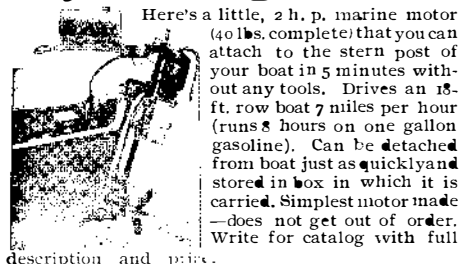 Here's a little, 2 h. p. marine motor
(40 lbs. complete) that you can
attach to the stern post of
your boat in 5 minutes with-
out any tools. Drives an 18-
ft. row boat 7 miles per hour
(runs 8 hours on one gallon
gasoline). Can be detached
from boat just as quickly and
stored in box in which it is
carried. Simplest motor made
—does not get out of order.
Write for catalog with full
description and price.